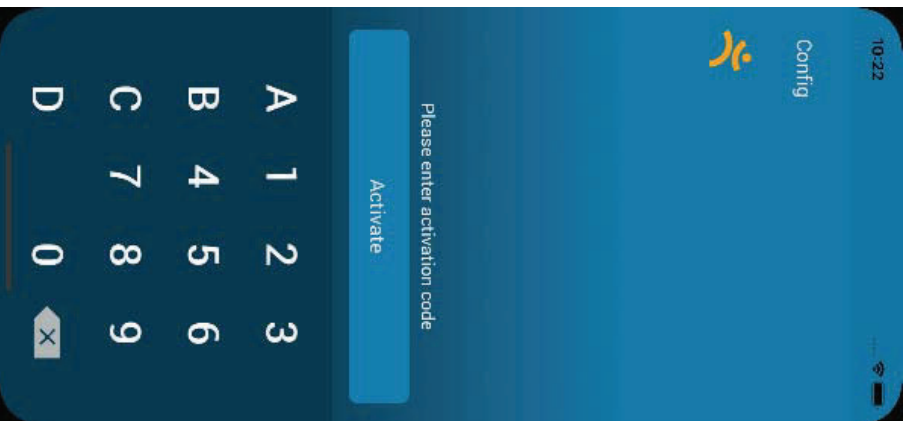 10:22
Config
Please enter activation code
Activate
A 1 2 3
B 4 5 6
C 7 8 9
D 0